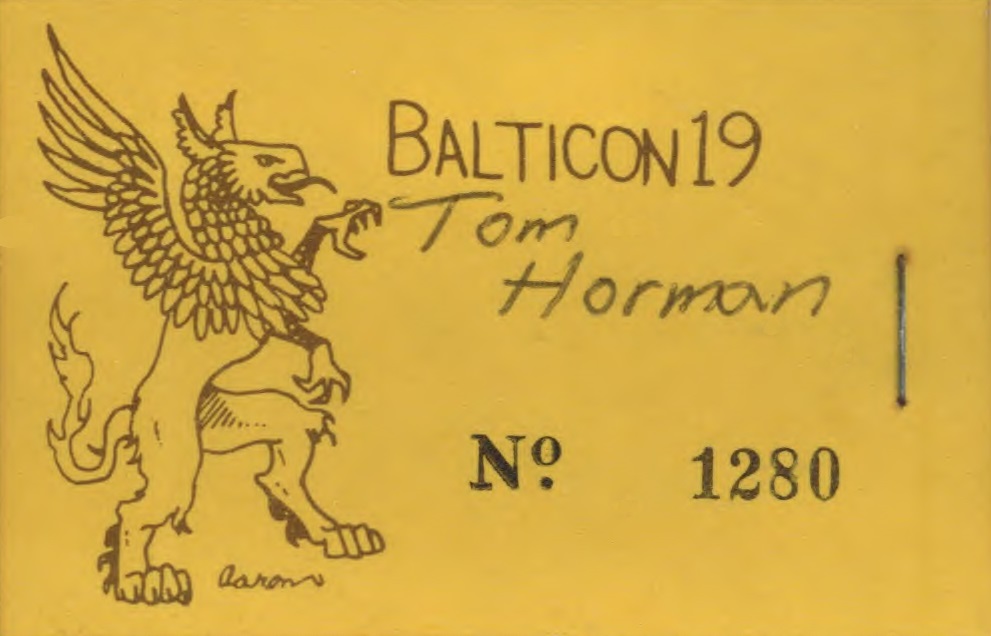 BALTICON 19
Tom
Horman
No. 1280
Aaron